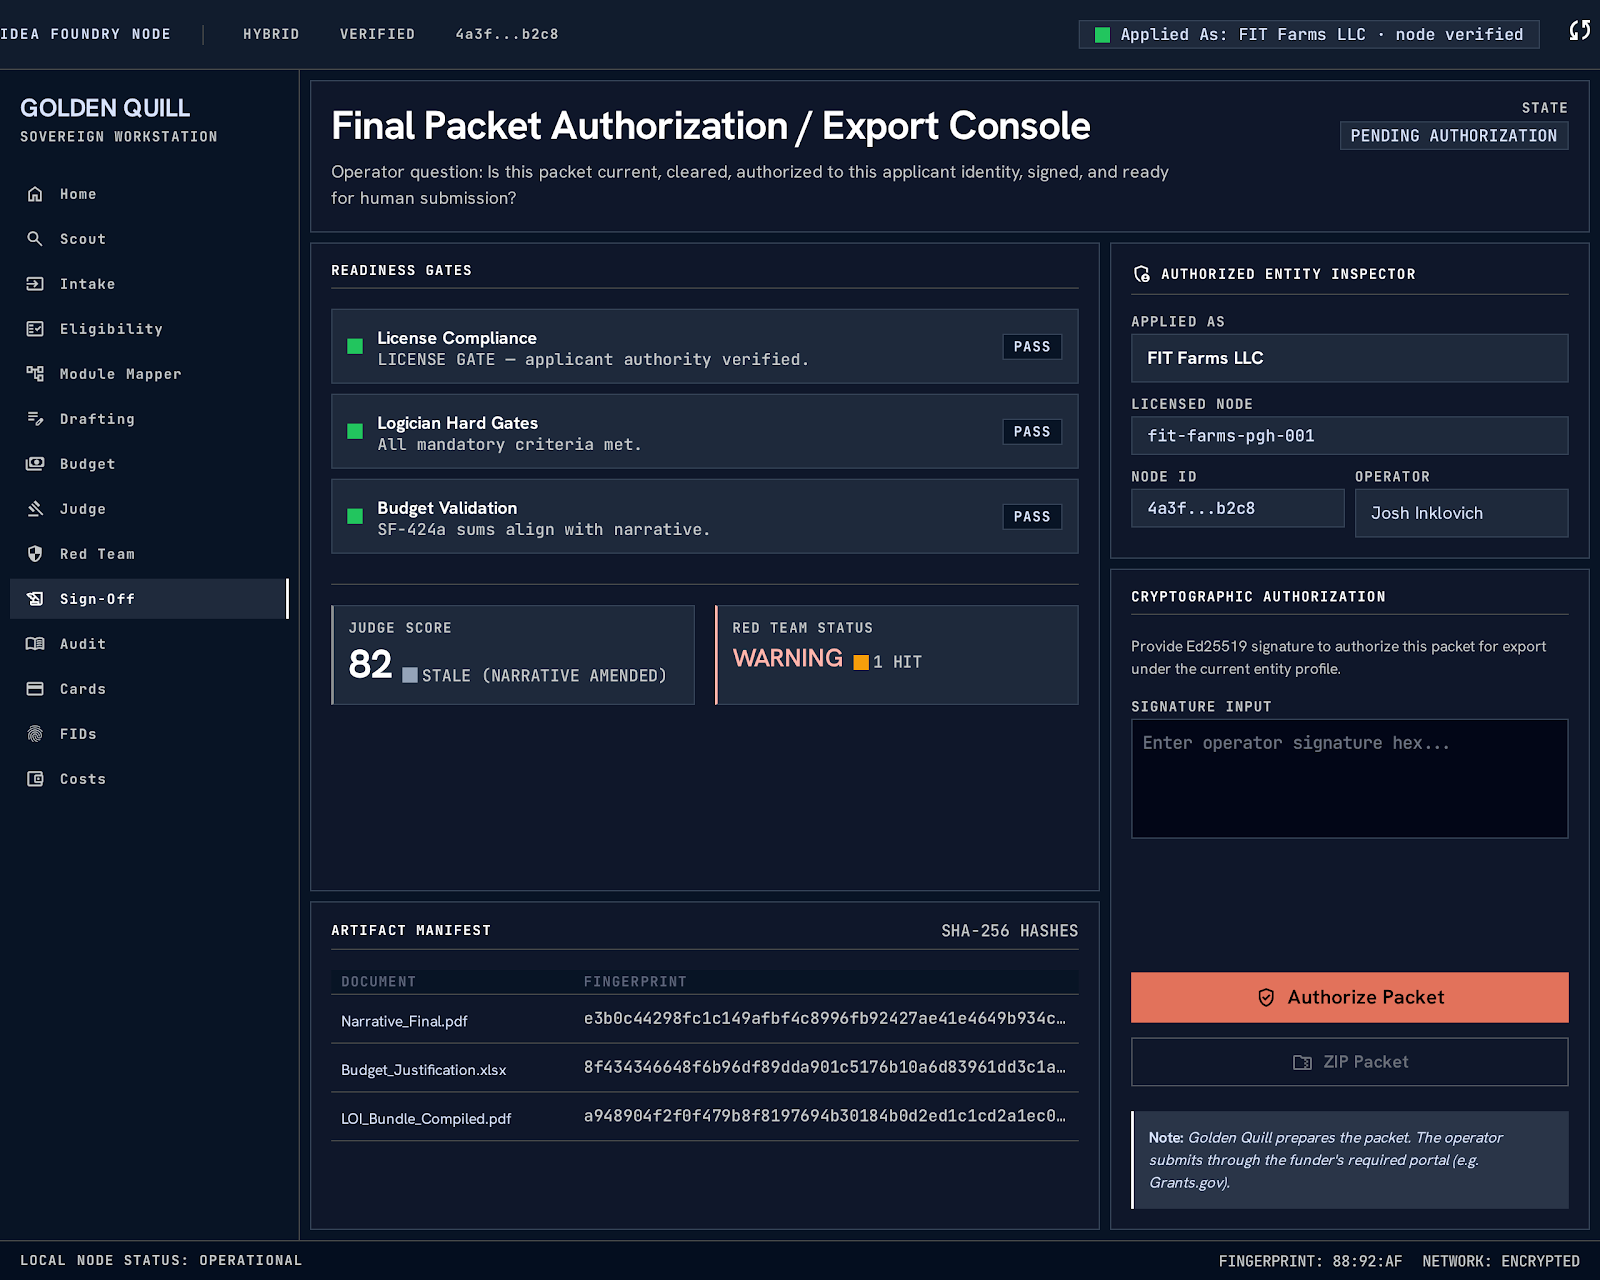 IDEA FOUNDRY NODE
HYBRID
VERIFIED
4a3f...b2c8
Applied As: FIT Farms LLC · node verified
GOLDEN QUILL
SOVEREIGN WORKSTATION
Home
Scout
Intake
Eligibility
Module Mapper
Drafting
Budget
Judge
Red Team
Sign-Off
Audit
Cards
FIDs
Costs
Final Packet Authorization / Export Console
Operator question: Is this packet current, cleared, authorized to this applicant identity, signed, and ready
for human submission?
STATE
PENDING AUTHORIZATION
READINESS GATES
License Compliance
LICENSE GATE — applicant authority verified.
PASS
Logician Hard Gates
All mandatory criteria met.
PASS
Budget Validation
SF-424a sums align with narrative.
PASS
JUDGE SCORE
82 STALE (NARRATIVE AMENDED)
RED TEAM STATUS
WARNING 1 HIT
ARTIFACT MANIFEST
SHA-256 HASHES
DOCUMENT FINGERPRINT
Narrative_Final.pdf e3b0c44298fc1c149afbf4c8996fb92427ae41e4649b934c…
Budget_Justification.xlsx 8f434346648f6b96df89dda901c5176b10a6d83961dd3c1a…
LOI_Bundle_Compiled.pdf a948904f2f0f479b8f8197694b30184b0d2ed1c1cd2a1ec0…
AUTHORIZED ENTITY INSPECTOR
APPLIED AS
FIT Farms LLC
LICENSED NODE
fit-farms-pgh-001
NODE ID
4a3f...b2c8
OPERATOR
Josh Inklovich
CRYPTOGRAPHIC AUTHORIZATION
Provide Ed25519 signature to authorize this packet for export
under the current entity profile.
SIGNATURE INPUT
Enter operator signature hex...
Authorize Packet
ZIP Packet
Note: Golden Quill prepares the packet. The operator
submits through the funder's required portal (e.g.
Grants.gov).
LOCAL NODE STATUS: OPERATIONAL
FINGERPRINT: 88:92:AF
NETWORK: ENCRYPTED